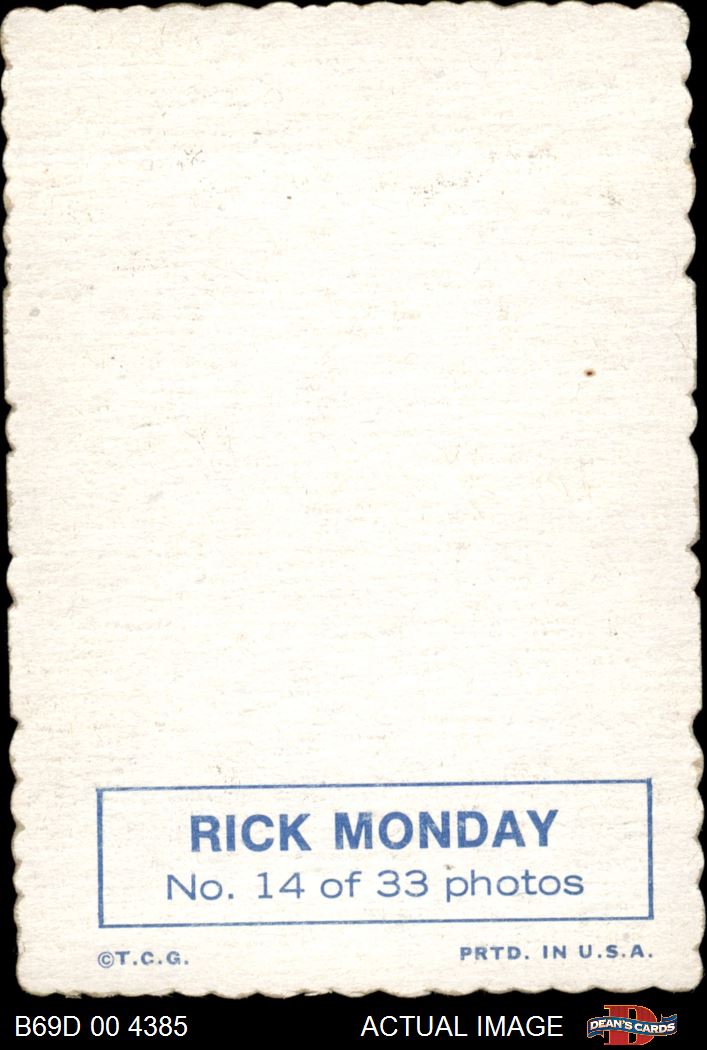 RICK MONDAY
No. 14 of 33 photos
©T.C.G.
PRTD. IN U.S.A.
B69D 00 4385
ACTUAL IMAGE
D
DEAN'S CARDS